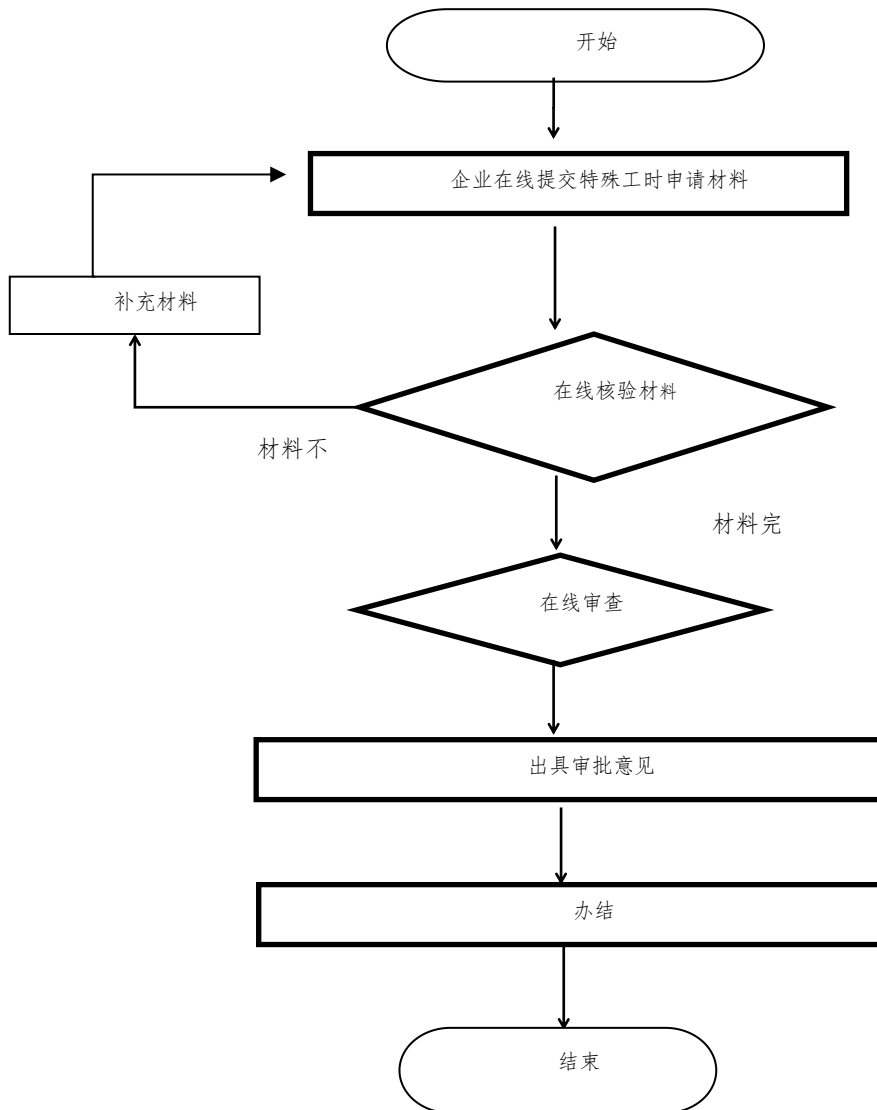 开始
企业在线提交特殊工时申请材料
补充材料
在线核验材料
材料不
材料完
在线审查
出具审批意见
办结
结束